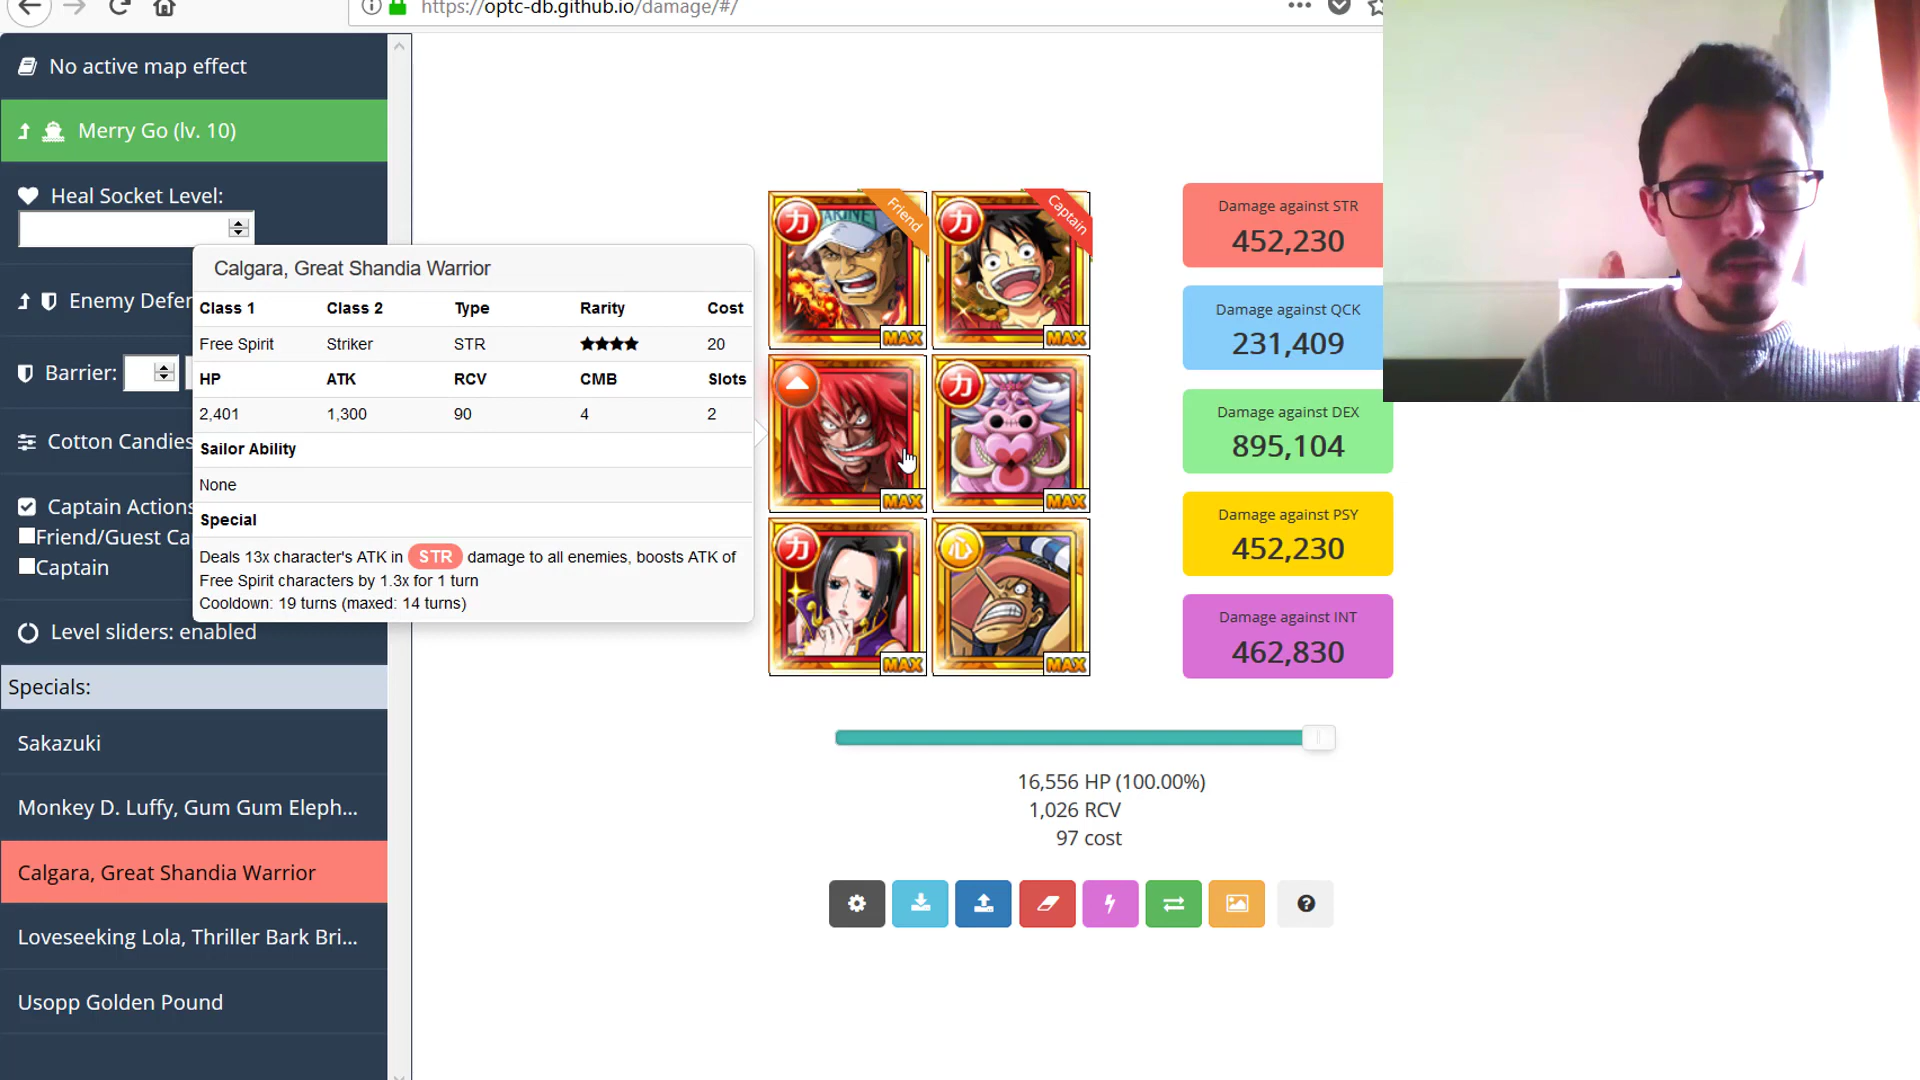 https://optc-db.github.io/damage/#/
No active map effect
Merry Go (lv. 10)
Heal Socket Level:
Enemy Defen
Barrier:
Cotton Candies
Captain Actions
Friend/Guest Ca
Captain
Level sliders: enabled
Specials:
Sakazuki
Monkey D. Luffy, Gum Gum Eleph...
Calgara, Great Shandia Warrior
Loveseeking Lola, Thriller Bark Bri...
Usopp Golden Pound
Calgara, Great Shandia Warrior
Class 1 Class 2 Type Rarity Cost
Free Spirit Striker STR ★★★★ 20
HP ATK RCV CMB Slots
2,401 1,300 90 4 2
Sailor Ability
None
Special
Deals 13x character's ATK in STR damage to all enemies, boosts ATK of
Free Spirit characters by 1.3x for 1 turn
Cooldown: 19 turns (maxed: 14 turns)
力 MARINE Friend MAX
力 Captain MAX
MAX
力 MAX
力 MAX
心 MAX
16,556 HP (100.00%)
1,026 RCV
97 cost
Damage against STR
452,230
Damage against QCK
231,409
Damage against DEX
895,104
Damage against PSY
452,230
Damage against INT
462,830